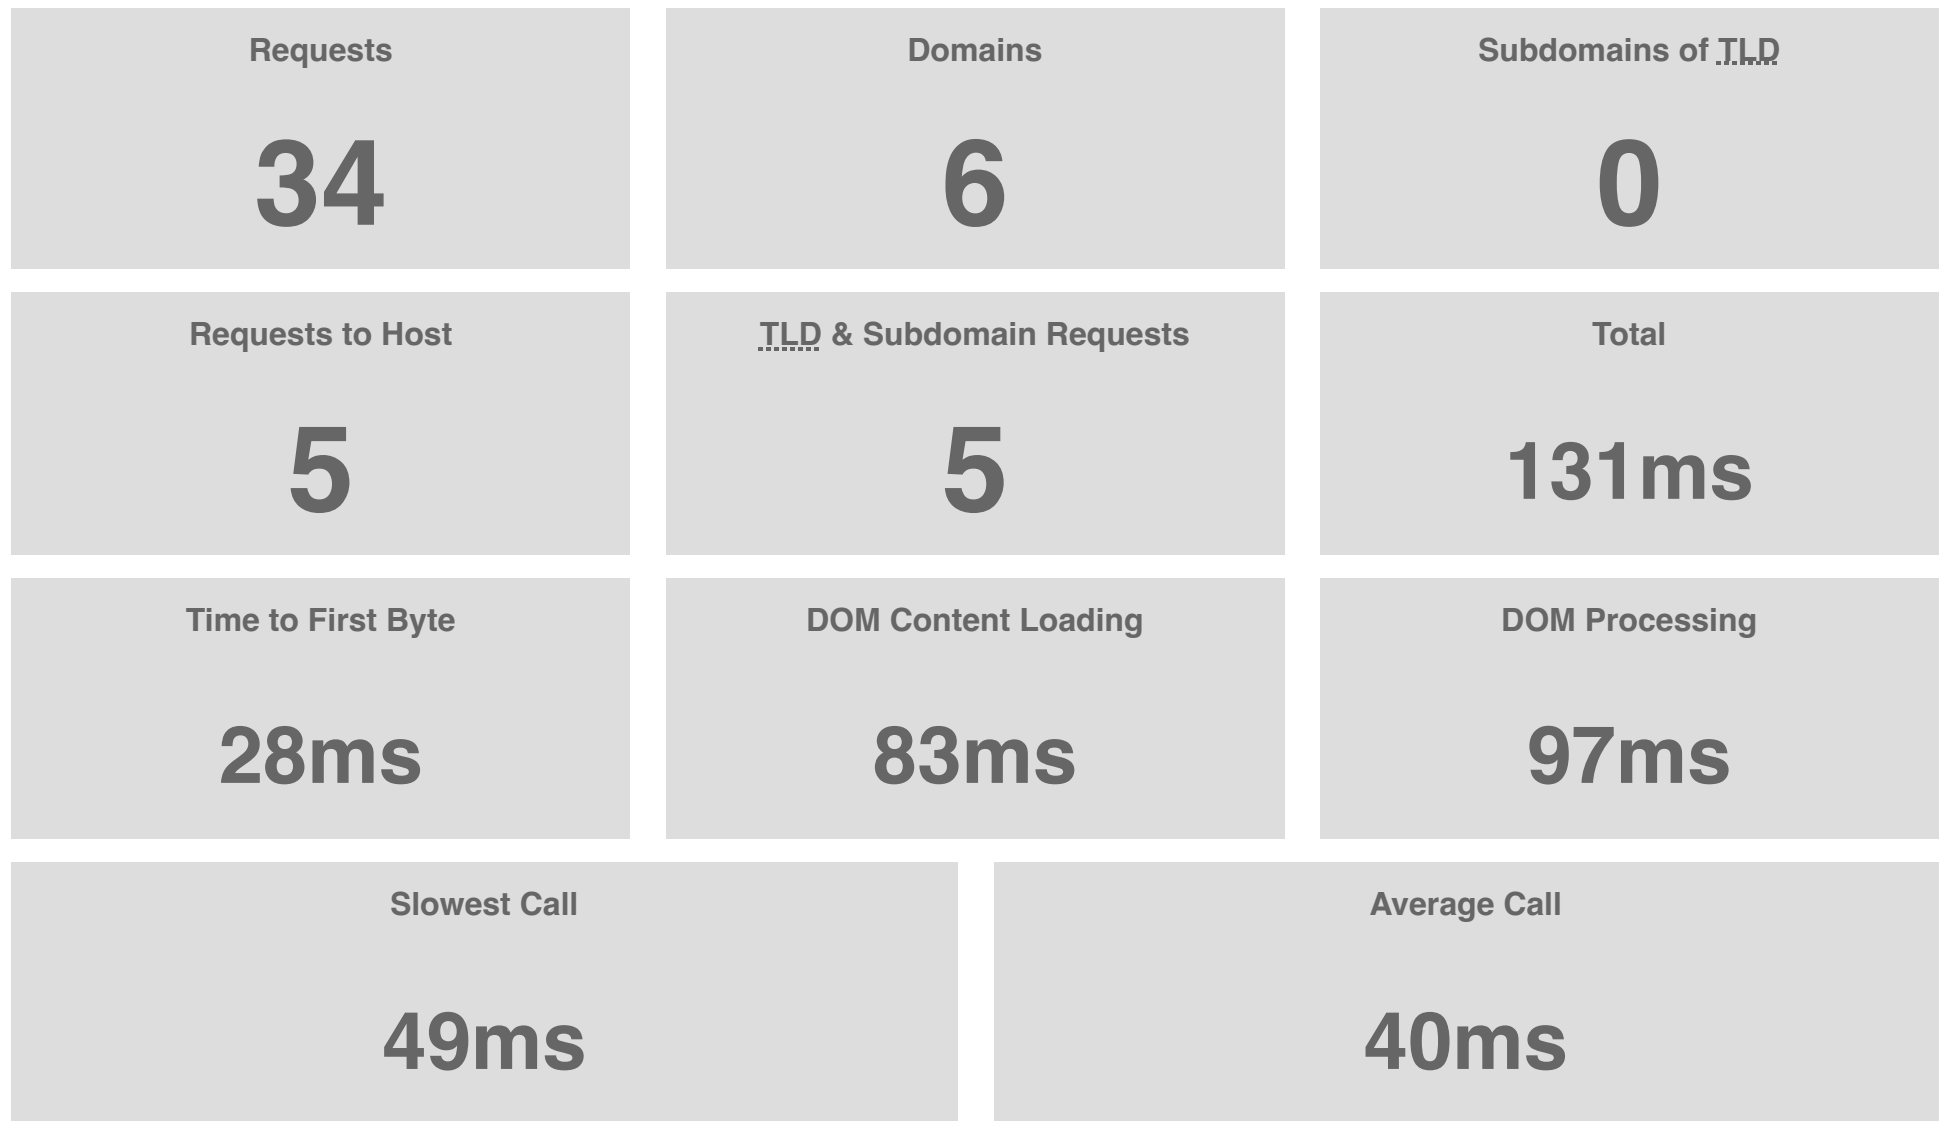 Requests
34
Domains
6
Subdomains of TLD
0
Requests to Host
5
TLD & Subdomain Requests
5
Total
131ms
Time to First Byte
28ms
DOM Content Loading
83ms
DOM Processing
97ms
Slowest Call
49ms
Average Call
40ms